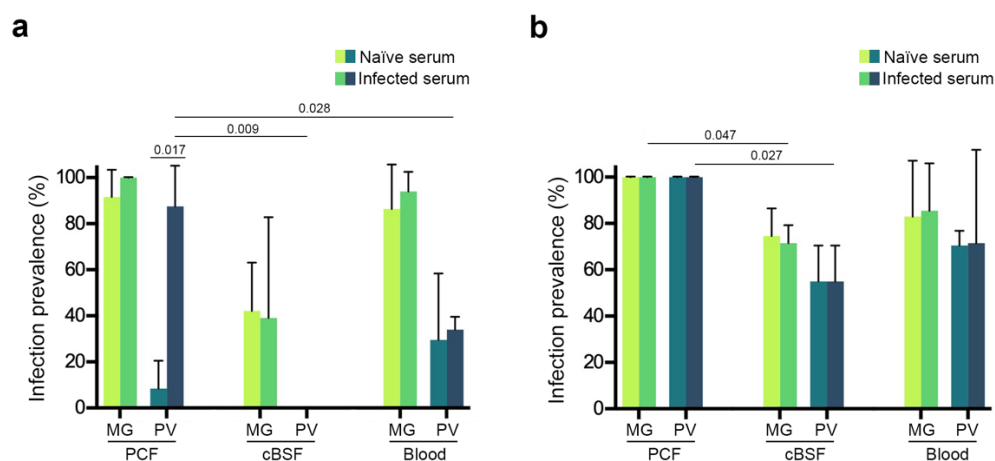 a
Naïve serum
Infected serum
0.028
0.009
0.017
Infection prevalence (%)
100
80
60
40
20
0
MG PV MG PV MG PV
PCF cBSF Blood
b
Naïve serum
Infected serum
0.047
0.027
Infection prevalence (%)
100
80
60
40
20
0
MG PV MG PV MG PV
PCF cBSF Blood